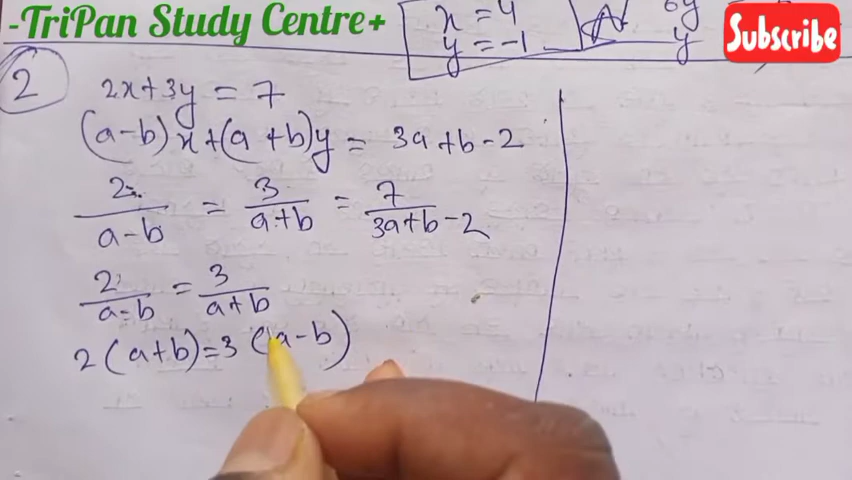 -TriPan Study Centre+
x = 4
y = -1
6y
y
Subscribe
2
2x+3y = 7
(a-b)x+(a+b)y = 3a+b-2
2/(a-b) = 3/(a+b) = 7/(3a+b-2)
2/(a-b) = 3/(a+b)
2(a+b)=3(a-b)